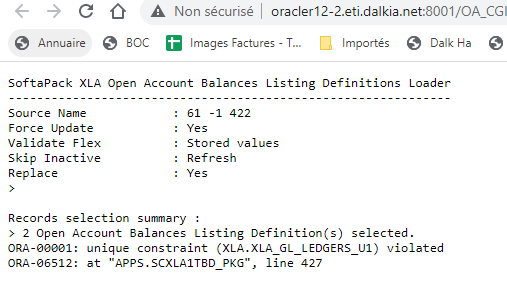 Non sécurisé | oracler12-2.eti.dalkia.net:8001/OA_CGI
Annuaire BOC Images Factures - T... Importés Dalk Ha
SoftaPack XLA Open Account Balances Listing Definitions Loader
-------------------------------------------------------------
Source Name : 61 -1 422
Force Update : Yes
Validate Flex : Stored values
Skip Inactive : Refresh
Replace : Yes
>
Records selection summary :
> 2 Open Account Balances Listing Definition(s) selected.
ORA-00001: unique constraint (XLA.XLA_GL_LEDGERS_U1) violated
ORA-06512: at "APPS.SCXLA1TBD_PKG", line 427